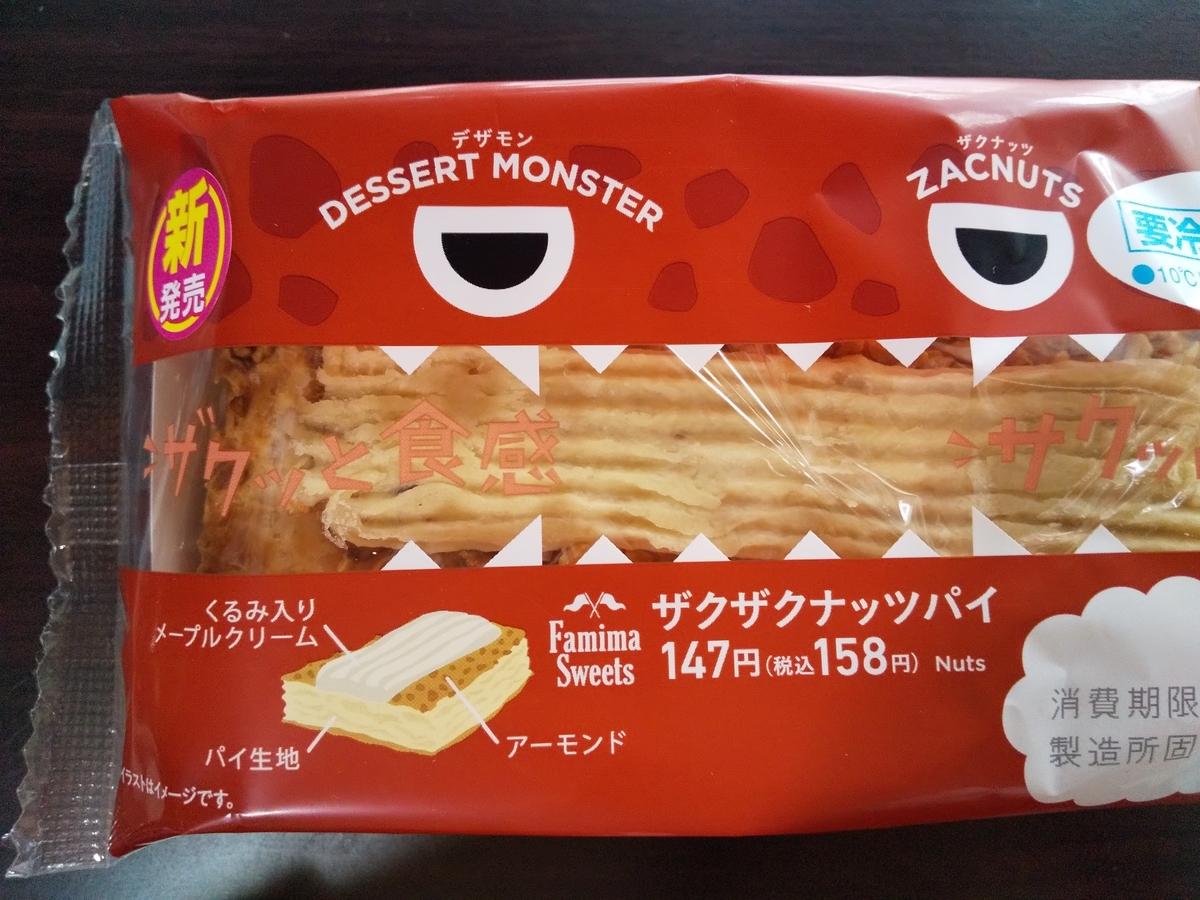 デザモン
DESSERT MONSTER
ザクナッツ
ZACNUTS
新
発売
要冷
10℃
ザクッと食感
サクッ
くるみ入り
メープルクリーム
パイ生地
アーモンド
イラストはイメージです。
Famima
Sweets
ザクザクナッツパイ
147円(税込158円) Nuts
消費期限
製造所固